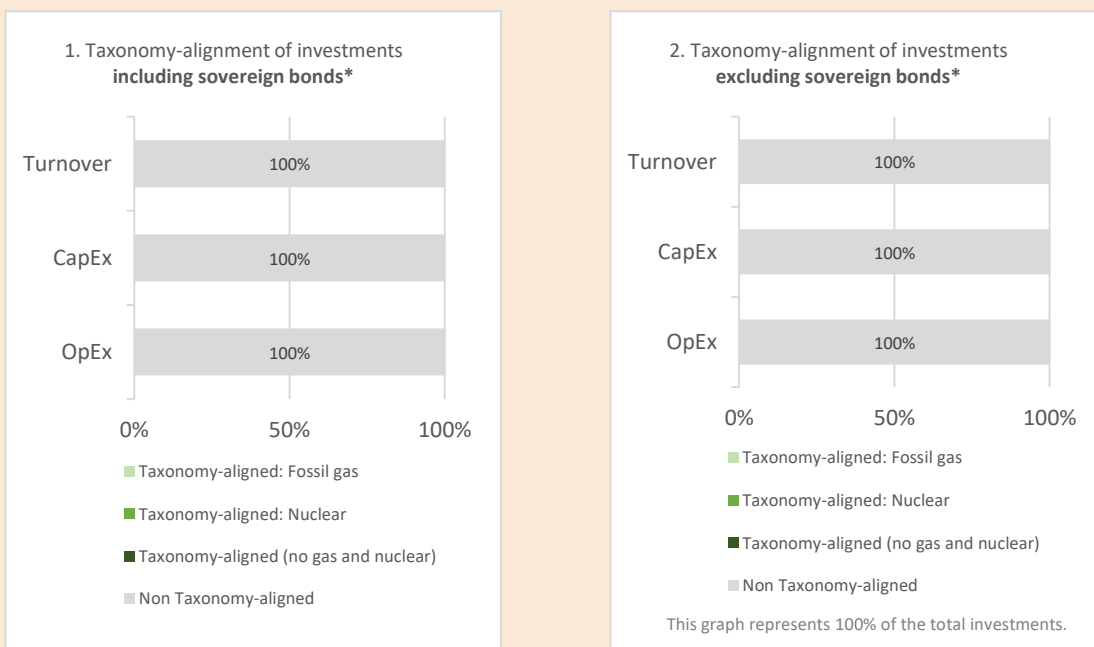 1. Taxonomy-alignment of investments
including sovereign bonds*
Turnover
100%
CapEx
100%
OpEx
100%
0%
50%
100%
Taxonomy-aligned: Fossil gas
Taxonomy-aligned: Nuclear
Taxonomy-aligned (no gas and nuclear)
Non Taxonomy-aligned
2. Taxonomy-alignment of investments
excluding sovereign bonds*
Turnover
100%
CapEx
100%
OpEx
100%
0%
50%
100%
Taxonomy-aligned: Fossil gas
Taxonomy-aligned: Nuclear
Taxonomy-aligned (no gas and nuclear)
Non Taxonomy-aligned
This graph represents 100% of the total investments.